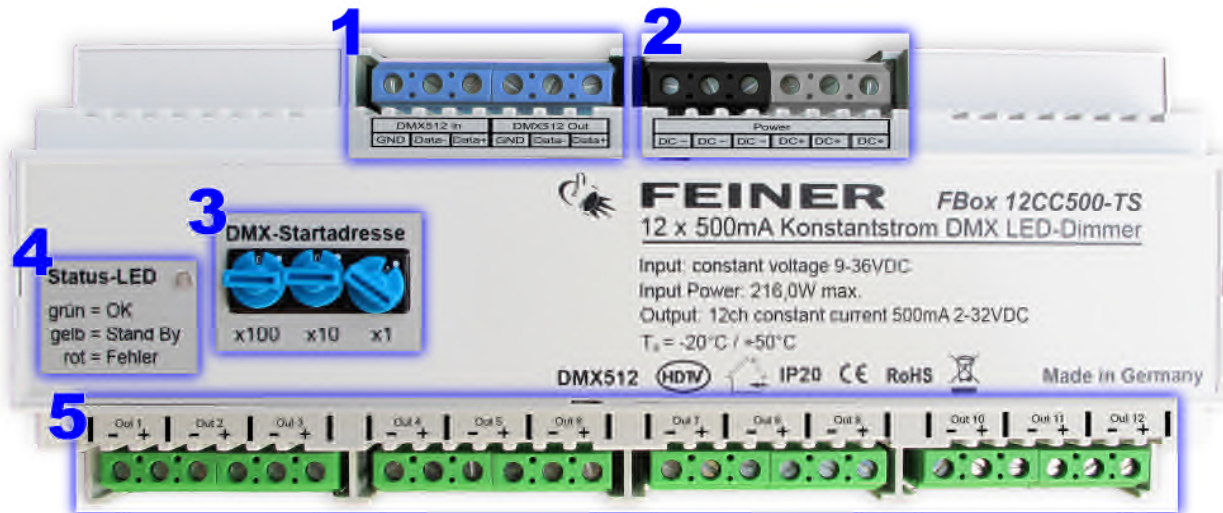 1
2
DMX512 In DMX512 Out
GND Data- Data+ GND Data- Data+
Power
DC - DC - DC - DC+ DC+ DC+
3
DMX-Startadresse
x100 x10 x1
4
Status-LED
grün = OK
gelb = Stand By
rot = Fehler
FEINER FBox 12CC500-TS
12 x 500mA Konstantstrom DMX LED-Dimmer
Input: constant voltage 9-36VDC
Input Power: 216,0W max.
Output: 12ch constant current 500mA 2-32VDC
Tₐ = -20°C / +50°C
DMX512 HDTV IP20 CE RoHS Made in Germany
5
Out 1 Out 2 Out 3 Out 4 Out 5 Out 6 Out 7 Out 8 Out 9 Out 10 Out 11 Out 12
- + - + - + - + - + - + - + - + - + - + - + - +